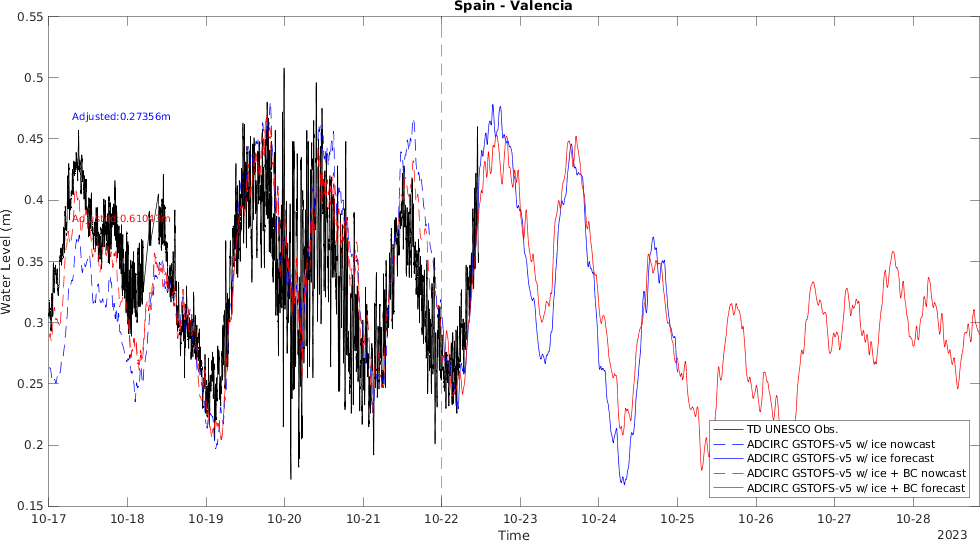 Spain - Valencia
0.55
0.5
0.45
0.4
0.35
0.3
0.25
0.2
0.15
Water Level (m)
Adjusted:0.27356m
10-17
10-18
10-19
10-20
10-21
10-22
10-23
10-24
10-25
10-26
10-27
10-28
Time
2023
TD UNESCO Obs.
ADCIRC GSTOFS-v5 w/ ice nowcast
ADCIRC GSTOFS-v5 w/ ice forecast
ADCIRC GSTOFS-v5 w/ ice + BC nowcast
ADCIRC GSTOFS-v5 w/ ice + BC forecast